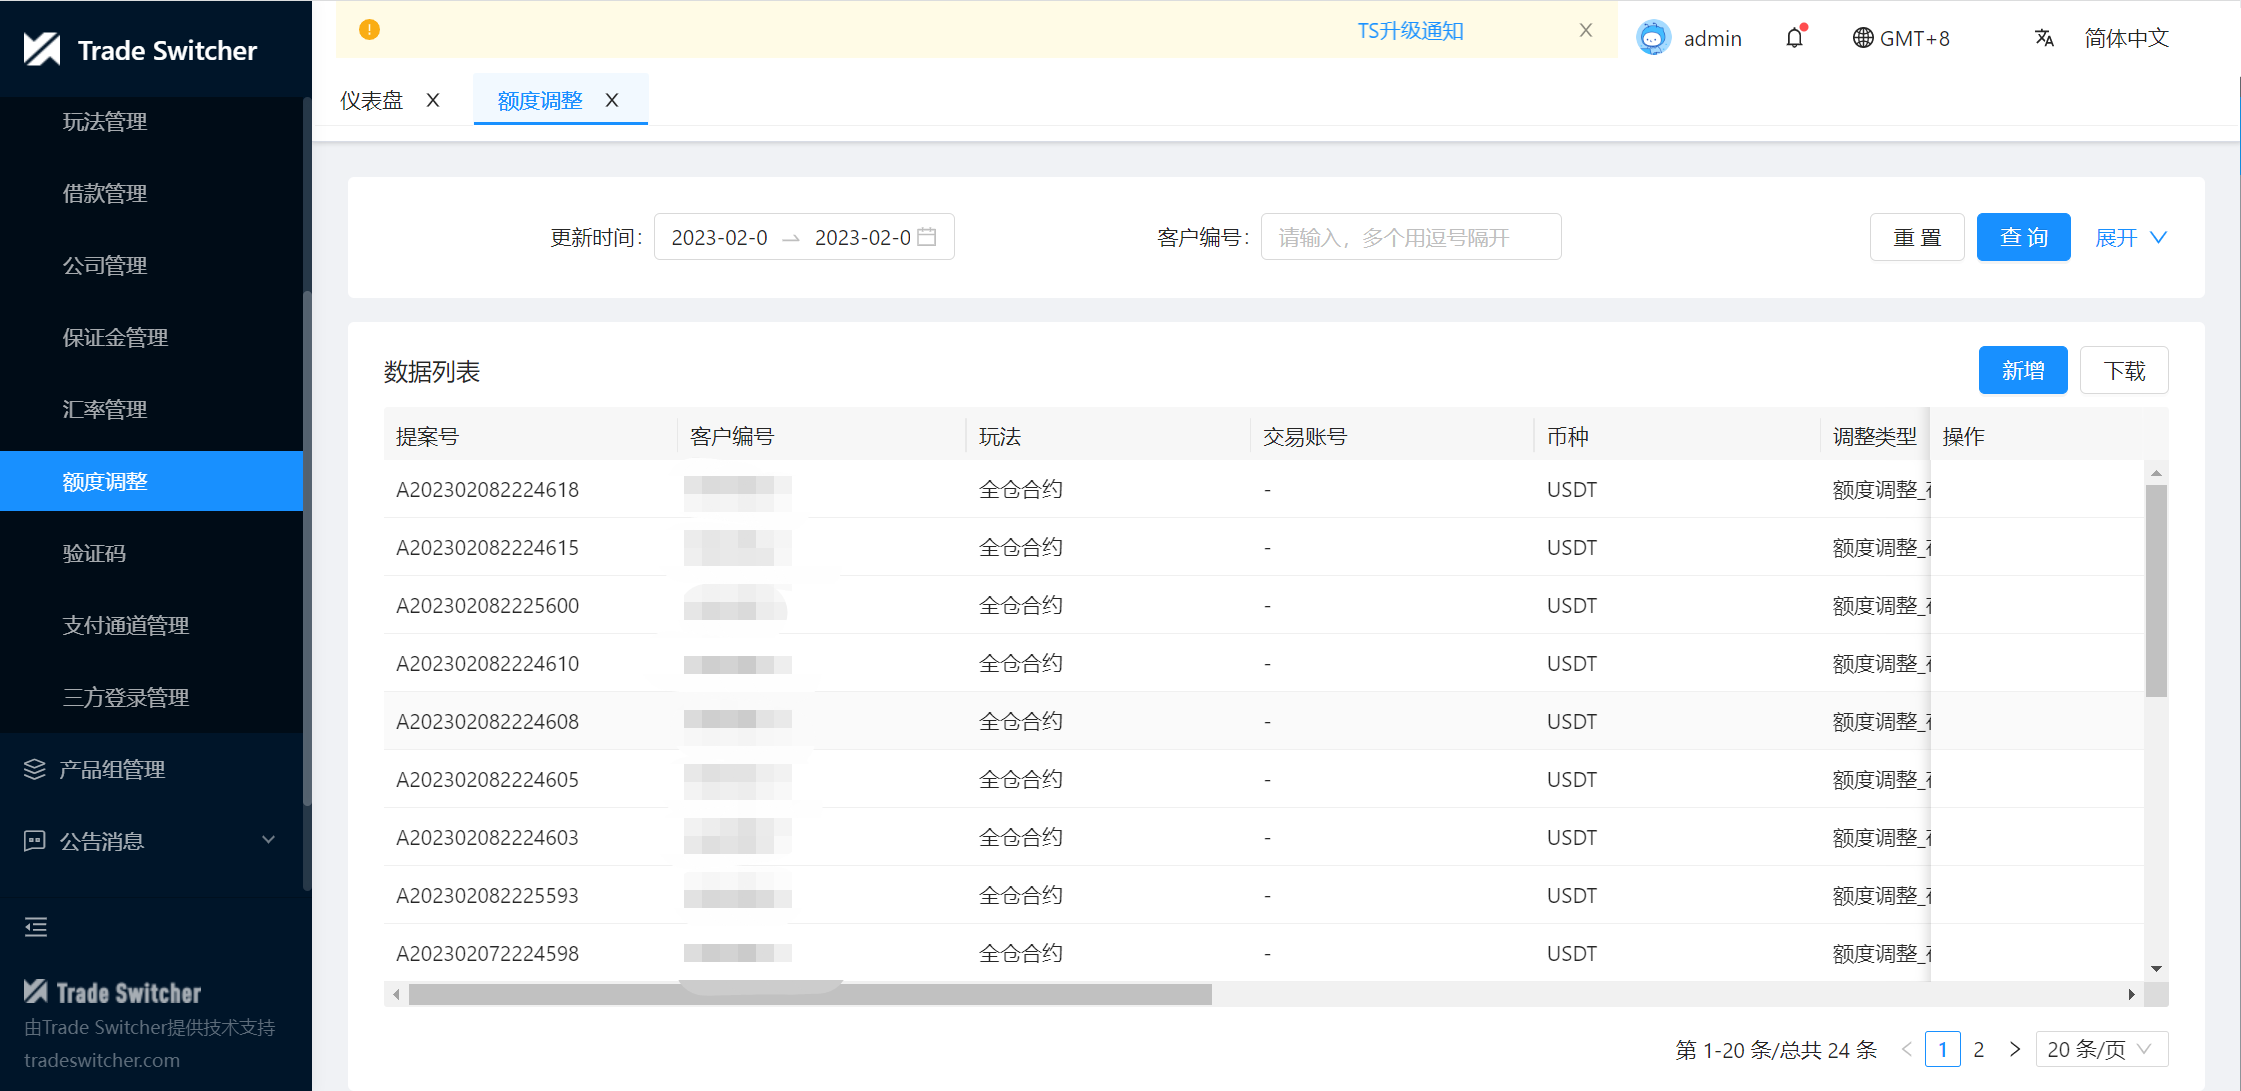 Trade Switcher
玩法管理
借款管理
公司管理
保证金管理
汇率管理
额度调整
验证码
支付通道管理
三方登录管理
产品组管理
公告消息
Trade Switcher
由Trade Switcher提供技术支持
tradeswitcher.com
TS升级通知
admin
GMT+8
简体中文
仪表盘 额度调整
更新时间: 2023-02-0 2023-02-0 客户编号: 请输入，多个用逗号隔开 重 置 查 询 展开
数据列表 新增 下载
提案号 客户编号 玩法 交易账号 币种 调整类型 操作
A202302082224618 全仓合约 - USDT 额度调整_
A202302082224615 全仓合约 - USDT 额度调整_
A202302082225600 全仓合约 - USDT 额度调整_
A202302082224610 全仓合约 - USDT 额度调整_
A202302082224608 全仓合约 - USDT 额度调整_
A202302082224605 全仓合约 - USDT 额度调整_
A202302082224603 全仓合约 - USDT 额度调整_
A202302082225593 全仓合约 - USDT 额度调整_
A202302072224598 全仓合约 - USDT 额度调整_
第 1-20 条/总共 24 条 < 1 2 > 20 条/页